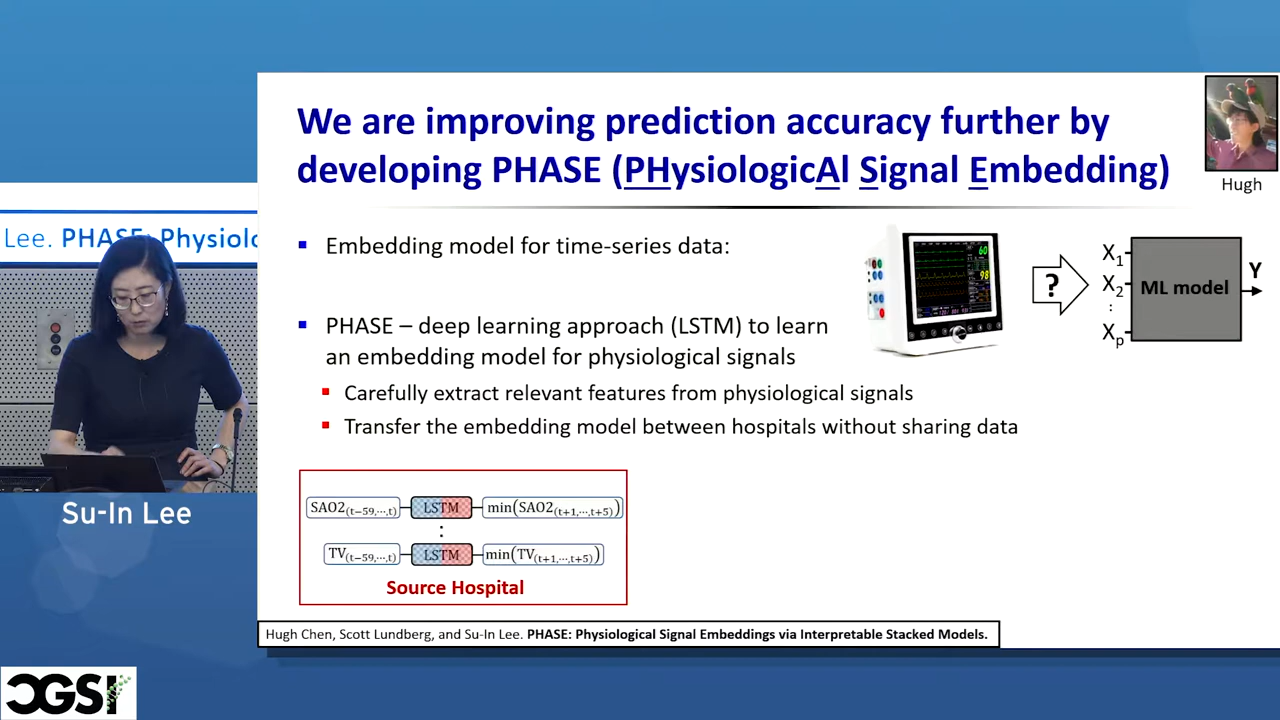 We are improving prediction accuracy further by
developing PHASE (PHysiologicAl Signal Embedding)
Hugh
Lee. PHASE: Physiolo
▪ Embedding model for time-series data:
60
98
?
X1
X2
:
Xp
ML model
Y
▪ PHASE – deep learning approach (LSTM) to learn
an embedding model for physiological signals
▪ Carefully extract relevant features from physiological signals
▪ Transfer the embedding model between hospitals without sharing data
Su-In Lee
SAO2(t−59,···,t) LSTM min(SAO2(t+1,···,t+5))
:
TV(t−59,···,t) LSTM min(TV(t+1,···,t+5))
Source Hospital
Hugh Chen, Scott Lundberg, and Su-In Lee. PHASE: Physiological Signal Embeddings via Interpretable Stacked Models.
CGSI